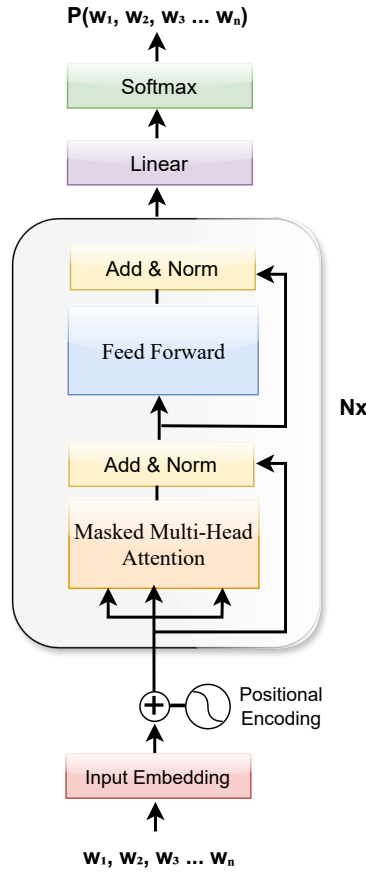 P(w₁, w₂, w₃ ... wₙ)
Softmax
Linear
Add & Norm
Feed Forward
Nx
Add & Norm
Masked Multi-Head
Attention
Positional
Encoding
Input Embedding
w₁, w₂, w₃ ... wₙ